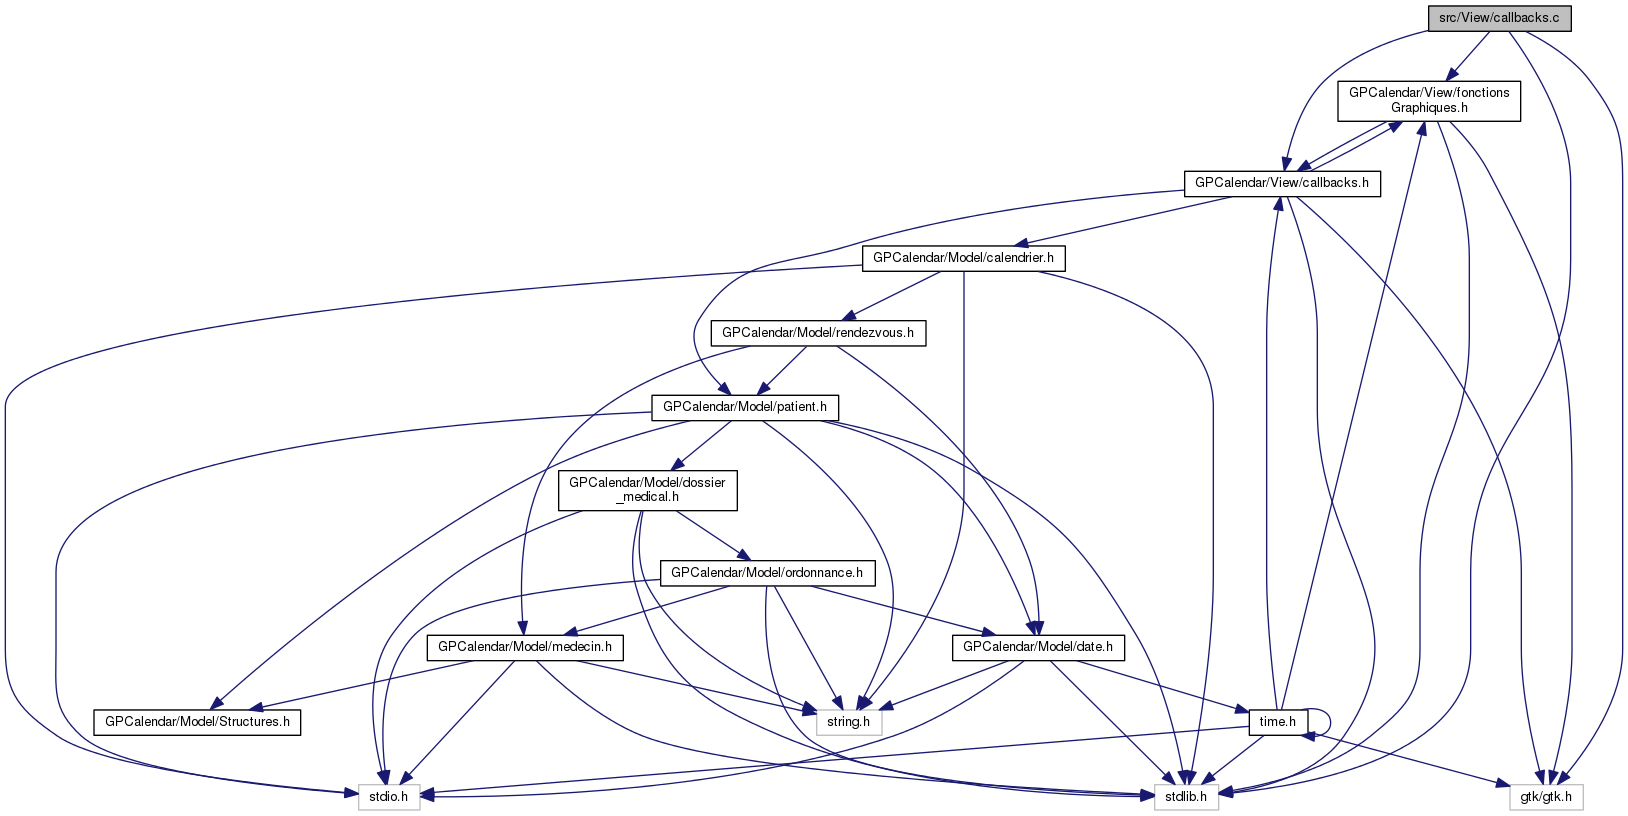 src/View/callbacks.c
GPCalendar/View/fonctions
Graphiques.h
GPCalendar/View/callbacks.h
GPCalendar/Model/calendrier.h
GPCalendar/Model/rendezvous.h
GPCalendar/Model/patient.h
GPCalendar/Model/dossier
_medical.h
GPCalendar/Model/ordonnance.h
GPCalendar/Model/medecin.h
GPCalendar/Model/date.h
GPCalendar/Model/Structures.h
string.h
time.h
stdio.h
stdlib.h
gtk/gtk.h